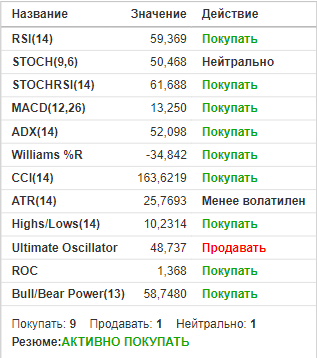 Название Значение Действие
RSI(14) 59,369 Покупать
STOCH(9,6) 50,468 Нейтрально
STOCHRSI(14) 61,688 Покупать
MACD(12,26) 13,250 Покупать
ADX(14) 52,098 Покупать
Williams %R -34,842 Покупать
CCI(14) 163,6219 Покупать
ATR(14) 25,7693 Менее волатилен
Highs/Lows(14) 10,2314 Покупать
Ultimate Oscillator 48,737 Продавать
ROC 1,368 Покупать
Bull/Bear Power(13) 58,7480 Покупать
Покупать: 9 Продавать: 1 Нейтрально: 1
Резюме:АКТИВНО ПОКУПАТЬ